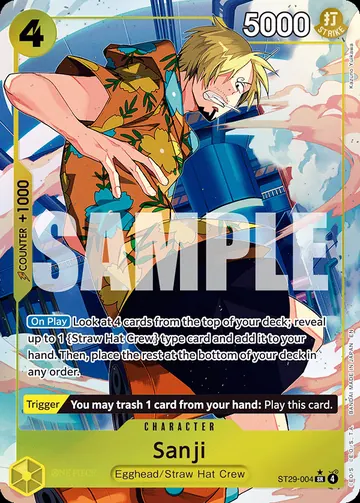 4
5000
打
STRIKE
COUNTER +1000
SAMPLE
On Play Look at 4 cards from the top of your deck; reveal
up to 1 {Straw Hat Crew} type card and add it to your
hand. Then, place the rest at the bottom of your deck in
any order.
Trigger You may trash 1 card from your hand: Play this card.
CHARACTER
Sanji
Egghead/Straw Hat Crew
ST29-004 SR 4